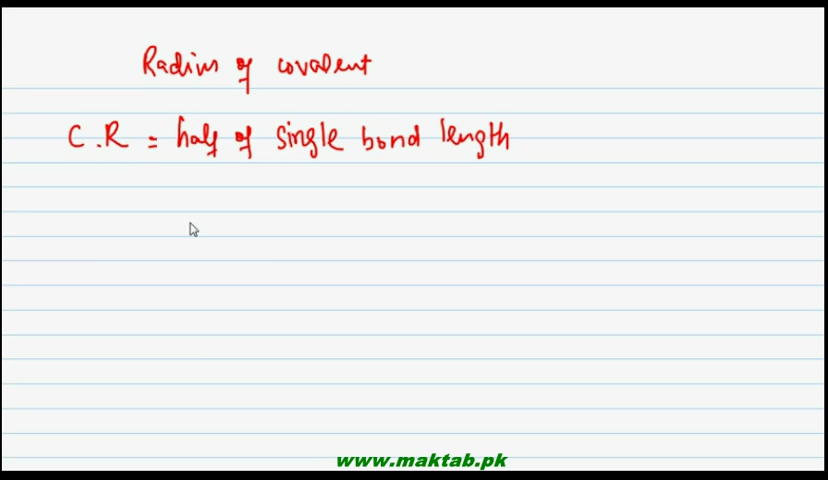 Radius of covalent
C.R = half of single bond length
www.maktab.pk